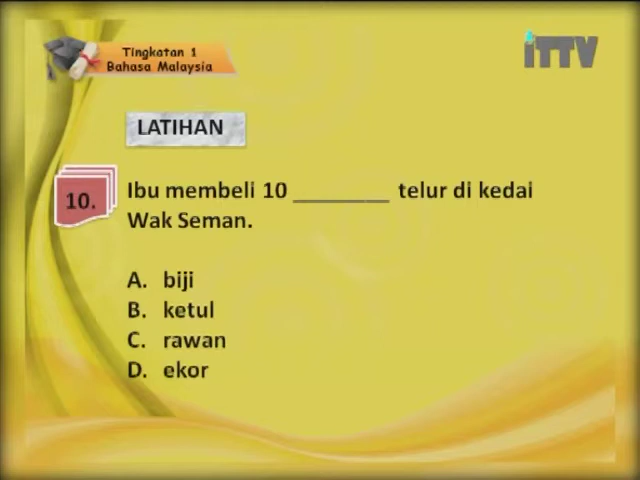 Tingkatan 1
Bahasa Malaysia
iTTV
LATIHAN
10. Ibu membeli 10 ________ telur di kedai
Wak Seman.
A. biji
B. ketul
C. rawan
D. ekor